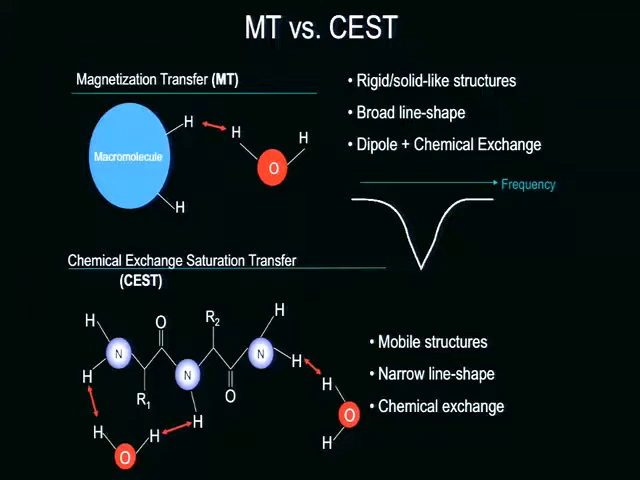 MT vs. CEST
Magnetization Transfer (MT)
• Rigid/solid-like structures
• Broad line-shape
• Dipole + Chemical Exchange
H
H
H
Macromolecule
O
H
Frequency
Chemical Exchange Saturation Transfer
(CEST)
H
O
R2
H
N
N
H
H
N
R1
O
H
H
H
H
O
O
H
• Mobile structures
• Narrow line-shape
• Chemical exchange